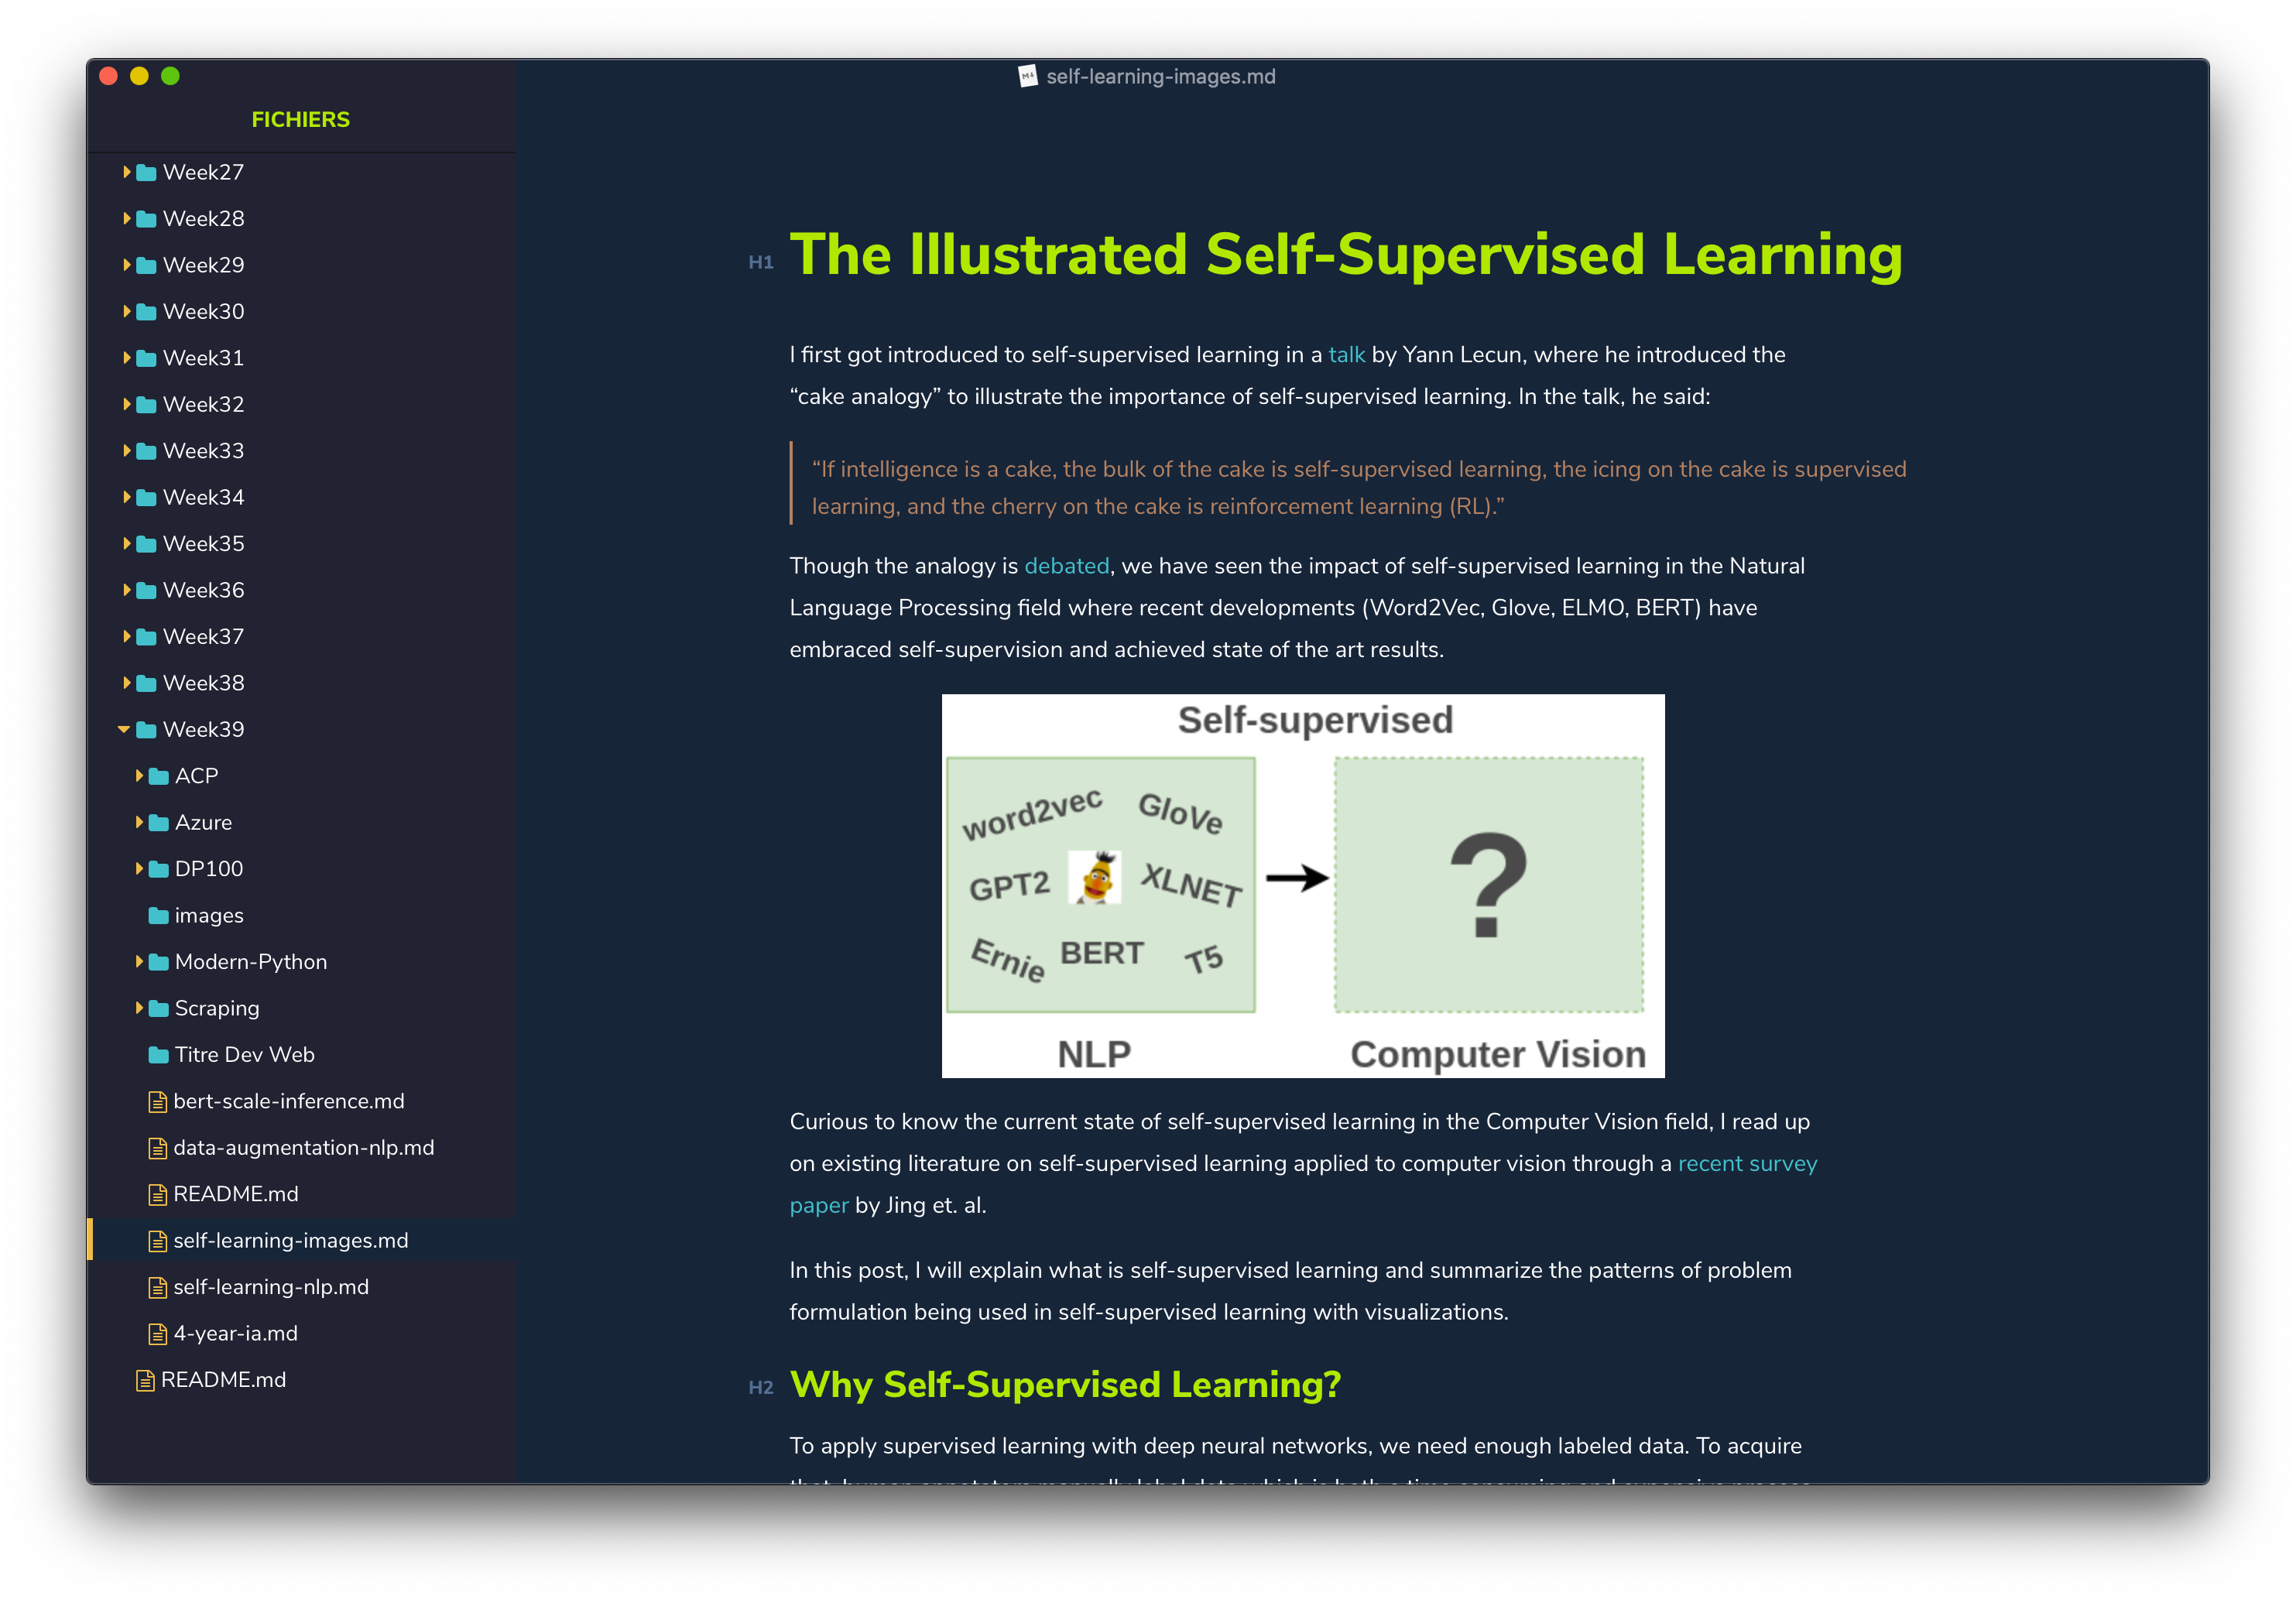 self-learning-images.md
FICHIERS
Week27
Week28
Week29
Week30
Week31
Week32
Week33
Week34
Week35
Week36
Week37
Week38
Week39
ACP
Azure
DP100
images
Modern-Python
Scraping
Titre Dev Web
bert-scale-inference.md
data-augmentation-nlp.md
README.md
self-learning-images.md
self-learning-nlp.md
4-year-ia.md
README.md
H1 The Illustrated Self-Supervised Learning
I first got introduced to self-supervised learning in a talk by Yann Lecun, where he introduced the
“cake analogy” to illustrate the importance of self-supervised learning. In the talk, he said:
“If intelligence is a cake, the bulk of the cake is self-supervised learning, the icing on the cake is supervised
learning, and the cherry on the cake is reinforcement learning (RL).”
Though the analogy is debated, we have seen the impact of self-supervised learning in the Natural
Language Processing field where recent developments (Word2Vec, Glove, ELMO, BERT) have
embraced self-supervision and achieved state of the art results.
Self-supervised
word2vec GloVe
GPT2 XLNET
Ernie BERT T5
?
NLP Computer Vision
Curious to know the current state of self-supervised learning in the Computer Vision field, I read up
on existing literature on self-supervised learning applied to computer vision through a recent survey
paper by Jing et. al.
In this post, I will explain what is self-supervised learning and summarize the patterns of problem
formulation being used in self-supervised learning with visualizations.
H2 Why Self-Supervised Learning?
To apply supervised learning with deep neural networks, we need enough labeled data. To acquire